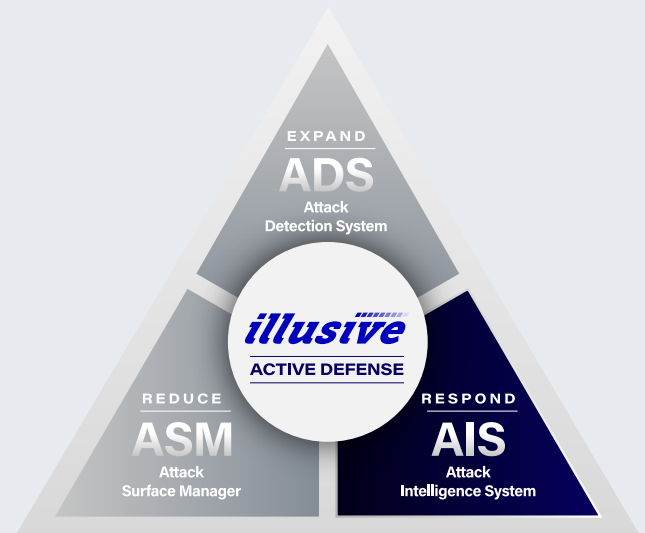 EXPAND
ADS
Attack
Detection System
illusive
ACTIVE DEFENSE
REDUCE
ASM
Attack
Surface Manager
RESPOND
AIS
Attack
Intelligence System